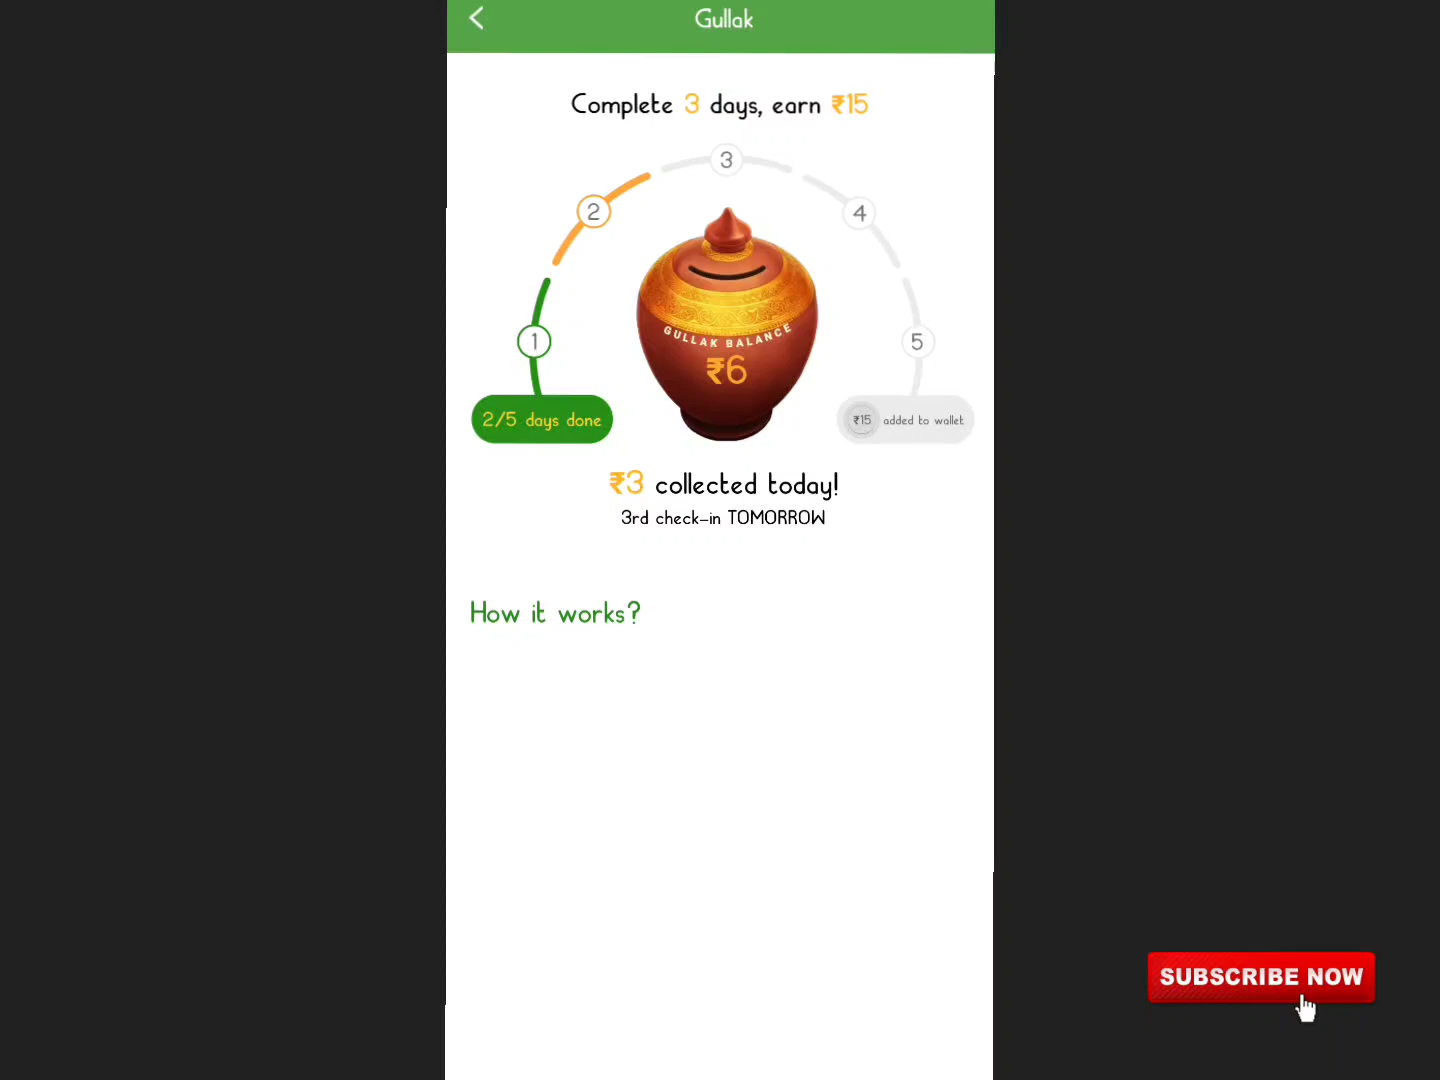 Gullak
Complete 3 days, earn ₹15
3
2
4
1
5
GULLAK BALANCE
₹6
2/5 days done
₹15 added to wallet
₹3 collected today!
3rd check-in TOMORROW
How it works?
SUBSCRIBE NOW